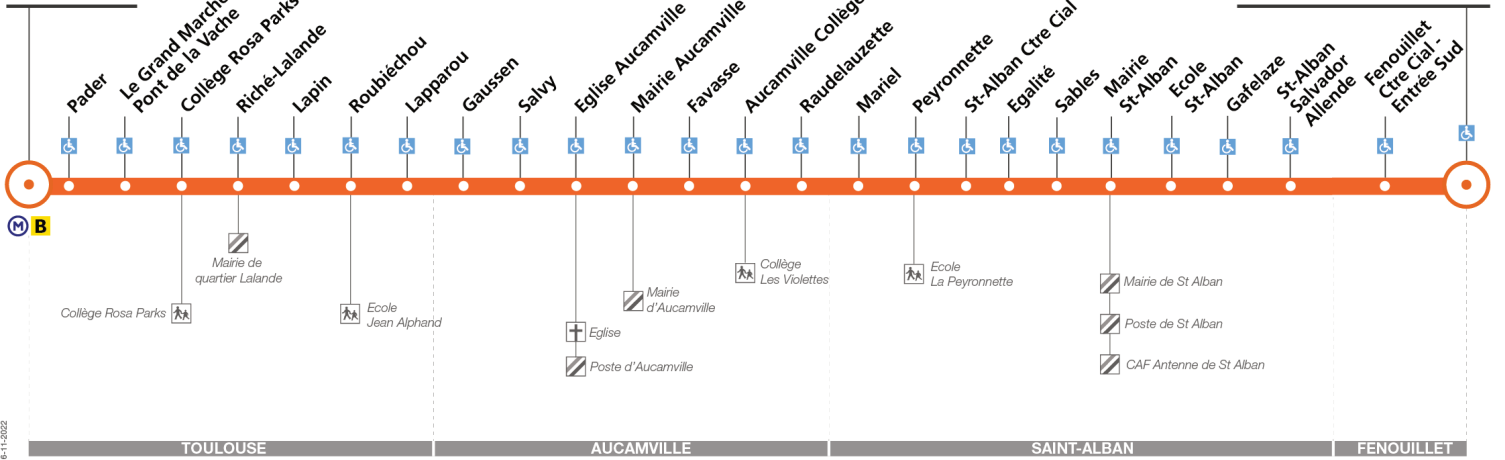 Pader
Le Grand Marché
Pont de la Vache
Collège Rosa Parks
Riché-Lalande
Lapin
Roubiéchou
Lapparou
Gaussen
Salvy
Eglise Aucamville
Mairie Aucamville
Favasse
Aucamville Collège
Raudelauzette
Mariel
Peyronnette
St-Alban Ctre Cial
Egalité
Sables
Mairie
St-Alban
Ecole
St-Alban
Gafelaze
St-Alban
Salvador
Allende
Fenouillet
Ctre Cial -
Entrée Sud
M B
Mairie de
quartier Lalande
Collège Rosa Parks
Ecole
Jean Alphand
Eglise
Poste d'Aucamville
Mairie
d'Aucamville
Collège
Les Violettes
Ecole
La Peyronnette
Mairie de St Alban
Poste de St Alban
CAF Antenne de St Alban
6-11-2022
TOULOUSE
AUCAMVILLE
SAINT-ALBAN
FENOUILLET